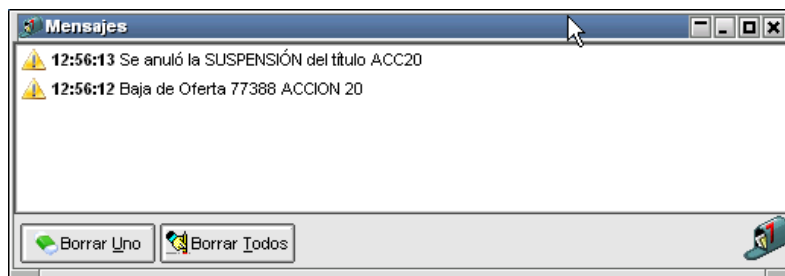 Mensajes
12:56:13 Se anuló la SUSPENSIÓN del título ACC20
12:56:12 Baja de Oferta 77388 ACCION 20
Borrar Uno Borrar Todos